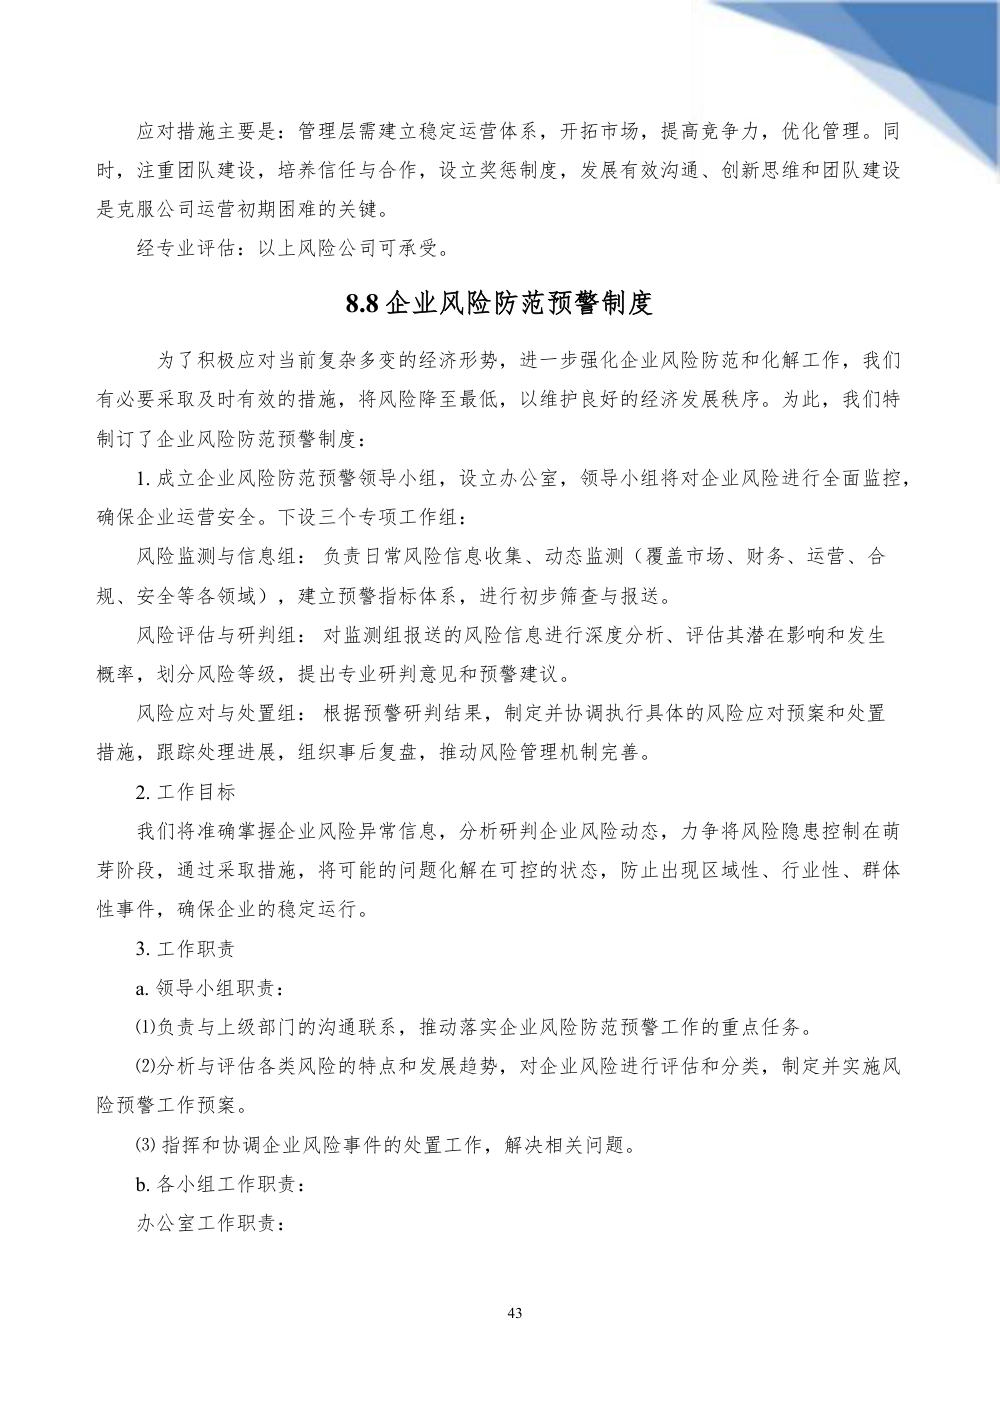 应对措施主要是：管理层需建立稳定运营体系，开拓市场，提高竞争力，优化管理。同
时，注重团队建设，培养信任与合作，设立奖惩制度，发展有效沟通、创新思维和团队建设
是克服公司运营初期困难的关键。
经专业评估：以上风险公司可承受。
8.8 企业风险防范预警制度
为了积极应对当前复杂多变的经济形势，进一步强化企业风险防范和化解工作，我们
有必要采取及时有效的措施，将风险降至最低，以维护良好的经济发展秩序。为此，我们特
制订了企业风险防范预警制度：
1. 成立企业风险防范预警领导小组，设立办公室，领导小组将对企业风险进行全面监控，
确保企业运营安全。下设三个专项工作组：
风险监测与信息组： 负责日常风险信息收集、动态监测（覆盖市场、财务、运营、合
规、安全等各领域），建立预警指标体系，进行初步筛查与报送。
风险评估与研判组： 对监测组报送的风险信息进行深度分析、评估其潜在影响和发生
概率，划分风险等级，提出专业研判意见和预警建议。
风险应对与处置组： 根据预警研判结果，制定并协调执行具体的风险应对预案和处置
措施，跟踪处理进展，组织事后复盘，推动风险管理机制完善。
2. 工作目标
我们将准确掌握企业风险异常信息，分析研判企业风险动态，力争将风险隐患控制在萌
芽阶段，通过采取措施，将可能的问题化解在可控的状态，防止出现区域性、行业性、群体
性事件，确保企业的稳定运行。
3. 工作职责
a. 领导小组职责：
⑴负责与上级部门的沟通联系，推动落实企业风险防范预警工作的重点任务。
⑵分析与评估各类风险的特点和发展趋势，对企业风险进行评估和分类，制定并实施风
险预警工作预案。
⑶ 指挥和协调企业风险事件的处置工作，解决相关问题。
b. 各小组工作职责：
办公室工作职责：
43